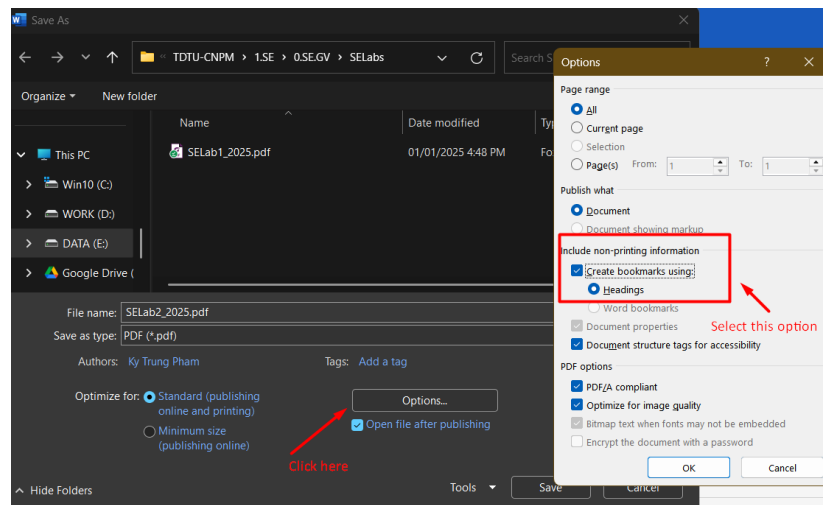 Save As
TDTU-CNPM > 1.SE > 0.SE.GV > SELabs
Search S
Organize
New folder
Name
Date modified
Ty
This PC
SELab1_2025.pdf
01/01/2025 4:48 PM
Fo
Win10 (C:)
WORK (D:)
DATA (E:)
Google Drive (
File name:
SELab2_2025.pdf
Save as type:
PDF (*.pdf)
Authors:
Ky Trung Pham
Tags:
Add a tag
Optimize for:
Standard (publishing
online and printing)
Minimum size
(publishing online)
Options...
Open file after publishing
Click here
Hide Folders
Tools
Save
Cancel
Options
?
Page range
All
Current page
Selection
Page(s)
From:
1
To:
1
Publish what
Document
Document showing markup
Include non-printing information
Create bookmarks using:
Headings
Word bookmarks
Document properties
Select this option
Document structure tags for accessibility
PDF options
PDF/A compliant
Optimize for image quality
Bitmap text when fonts may not be embedded
Encrypt the document with a password
OK
Cancel